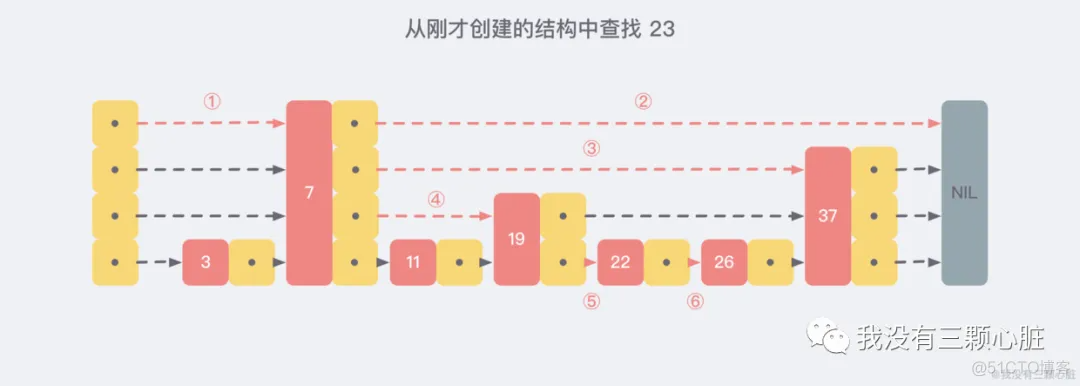 从刚才创建的结构中查找 23
① ②
③
7 ④ NIL
37
19
3 11 22 26
⑤ ⑥
我没有三颗心脏
@51CTO博客
@我没有三颗心脏